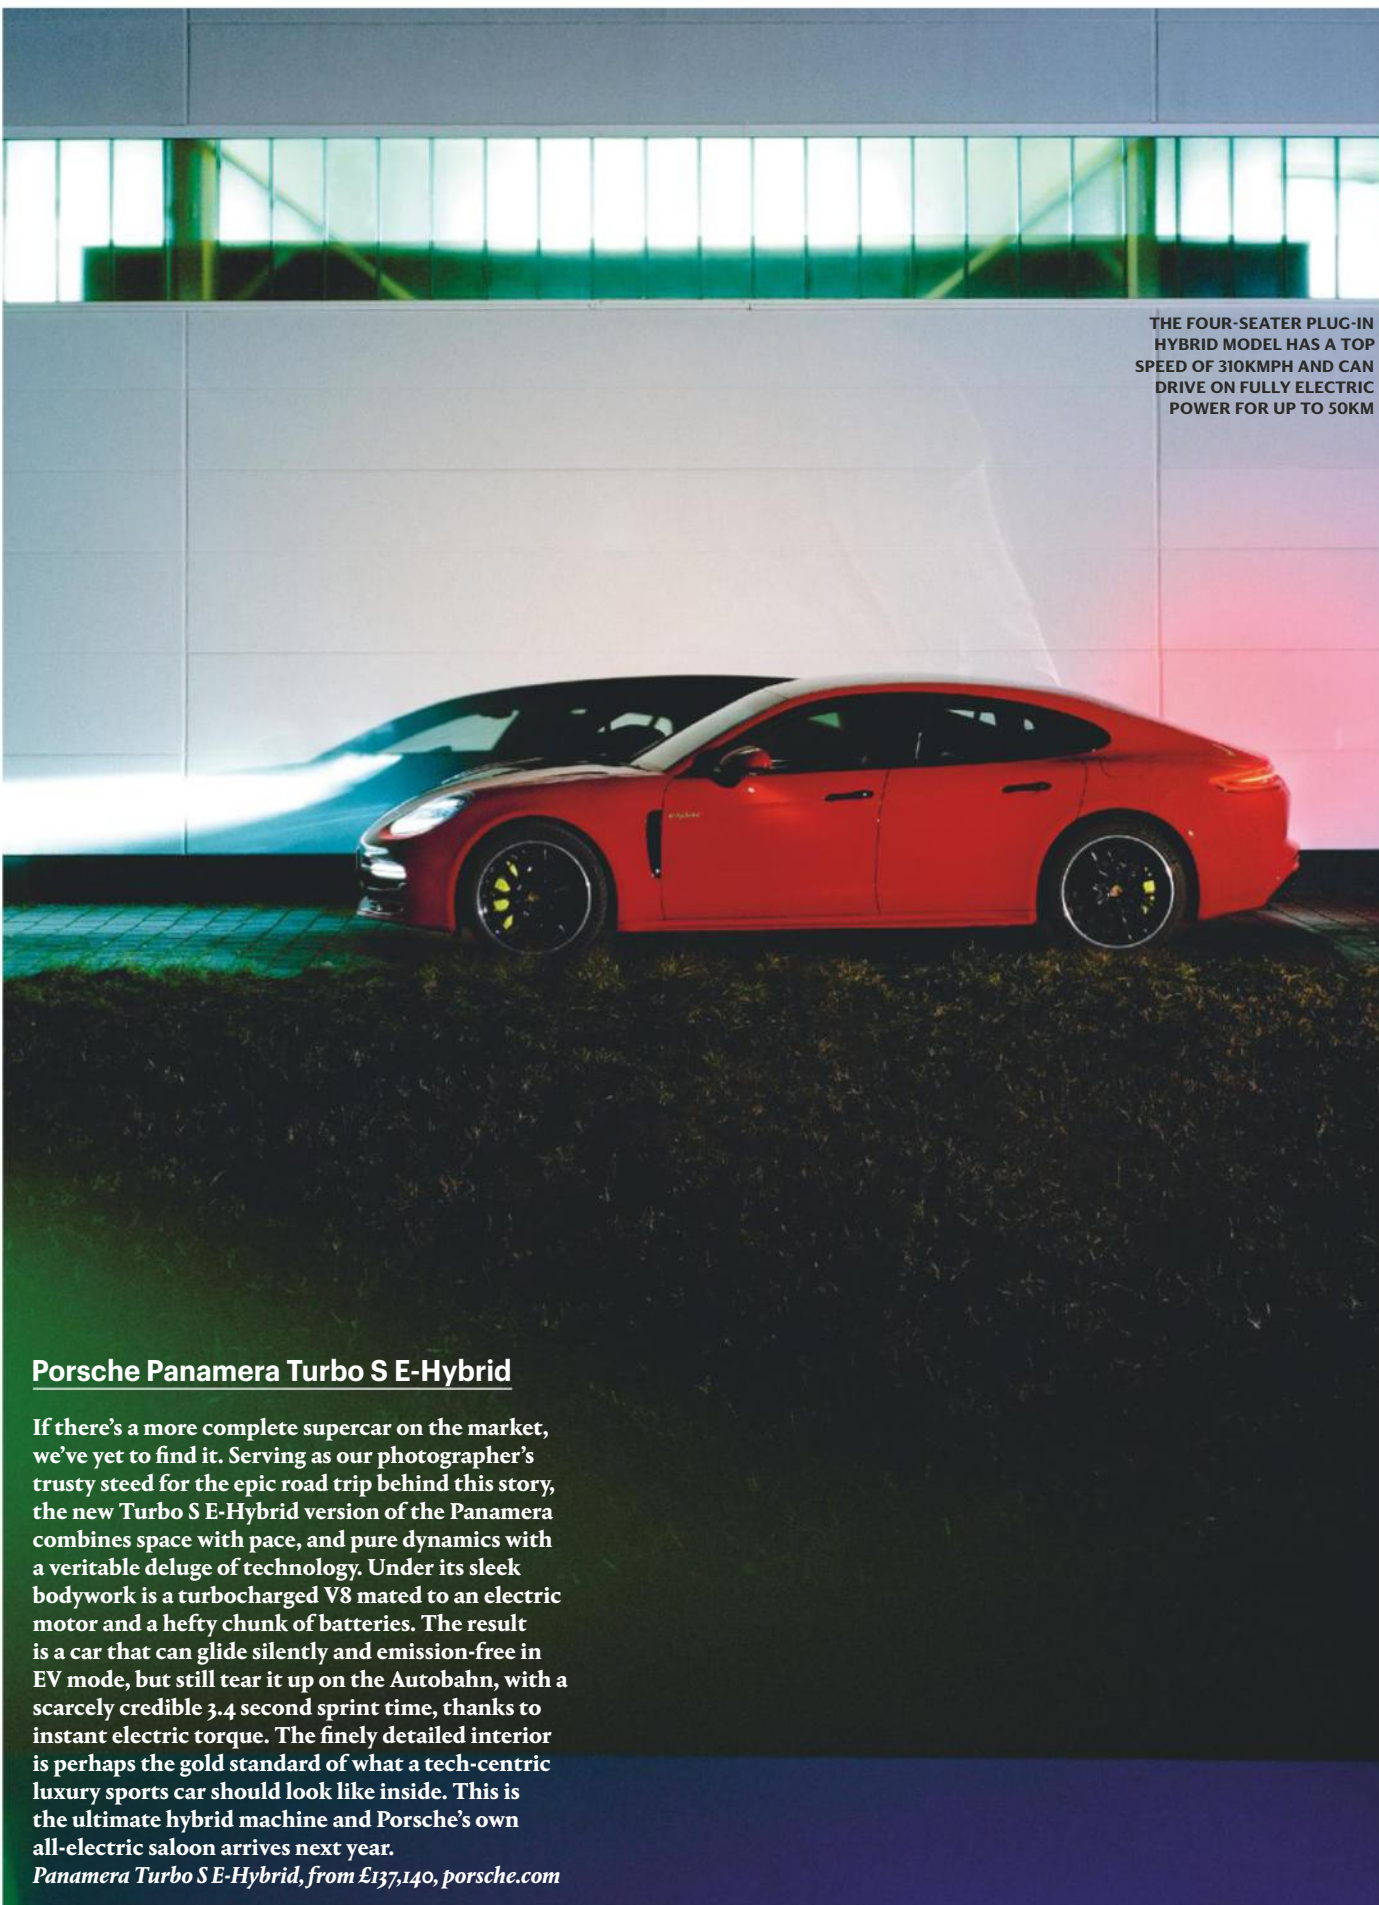 THE FOUR-SEATER PLUG-IN
HYBRID MODEL HAS A TOP
SPEED OF 310KMPH AND CAN
DRIVE ON FULLY ELECTRIC
POWER FOR UP TO 50KM
e-hybrid
Porsche Panamera Turbo S E-Hybrid
If there’s a more complete supercar on the market,
we’ve yet to find it. Serving as our photographer’s
trusty steed for the epic road trip behind this story,
the new Turbo S E-Hybrid version of the Panamera
combines space with pace, and pure dynamics with
a veritable deluge of technology. Under its sleek
bodywork is a turbocharged V8 mated to an electric
motor and a hefty chunk of batteries. The result
is a car that can glide silently and emission-free in
EV mode, but still tear it up on the Autobahn, with a
scarcely credible 3.4 second sprint time, thanks to
instant electric torque. The finely detailed interior
is perhaps the gold standard of what a tech-centric
luxury sports car should look like inside. This is
the ultimate hybrid machine and Porsche’s own
all-electric saloon arrives next year.
Panamera Turbo S E-Hybrid, from £137,140, porsche.com